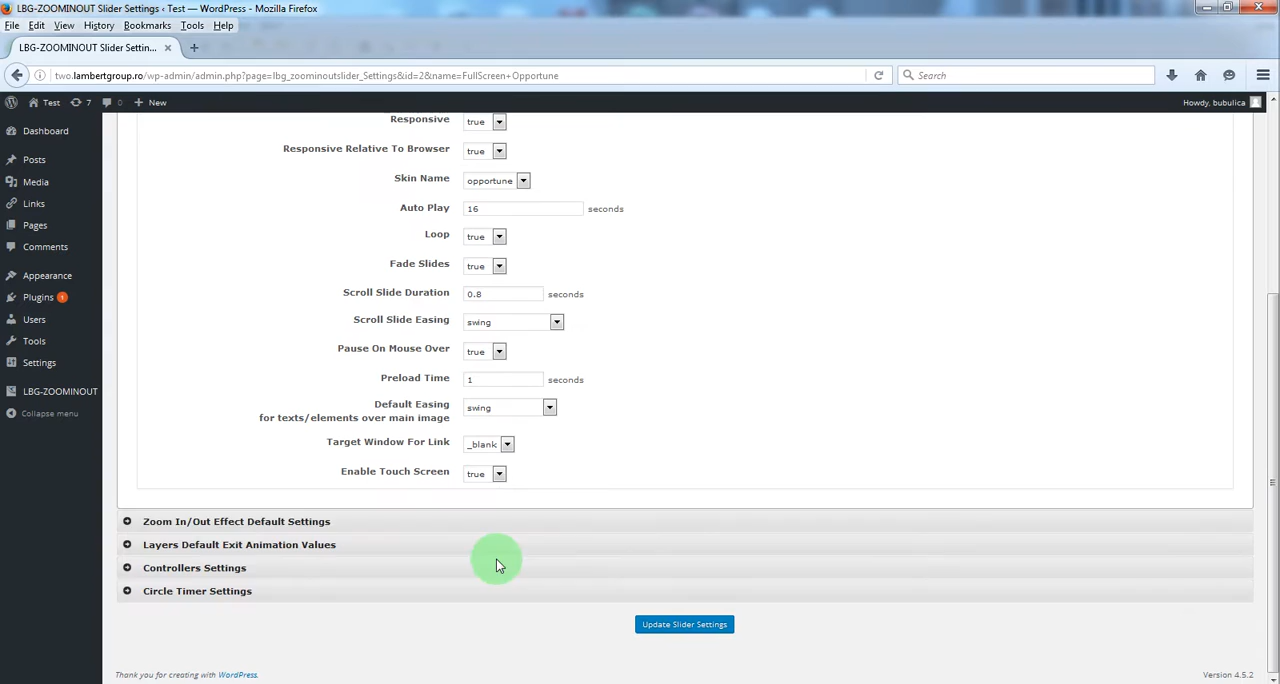 LBG-ZOOMINOUT Slider Settings ‹ Test — WordPress - Mozilla Firefox
File Edit View History Bookmarks Tools Help
LBG-ZOOMINOUT Slider Settin... × +
two.lambertgroup.ro/wp-admin/admin.php?page=lbg_zoominoutslider_Settings&id=2&name=FullScreen+Opportune
Search
Test 7 0 + New
Howdy, bubulica
Dashboard
Posts
Media
Links
Pages
Comments
Appearance
Plugins 1
Users
Tools
Settings
LBG-ZOOMINOUT
Collapse menu
Responsive true
Responsive Relative To Browser true
Skin Name opportune
Auto Play 16 seconds
Loop true
Fade Slides true
Scroll Slide Duration 0.8 seconds
Scroll Slide Easing swing
Pause On Mouse Over true
Preload Time 1 seconds
Default Easing
for texts/elements over main image swing
Target Window For Link _blank
Enable Touch Screen true
Zoom In/Out Effect Default Settings
Layers Default Exit Animation Values
Controllers Settings
Circle Timer Settings
Update Slider Settings
Thank you for creating with WordPress.
Version 4.5.2